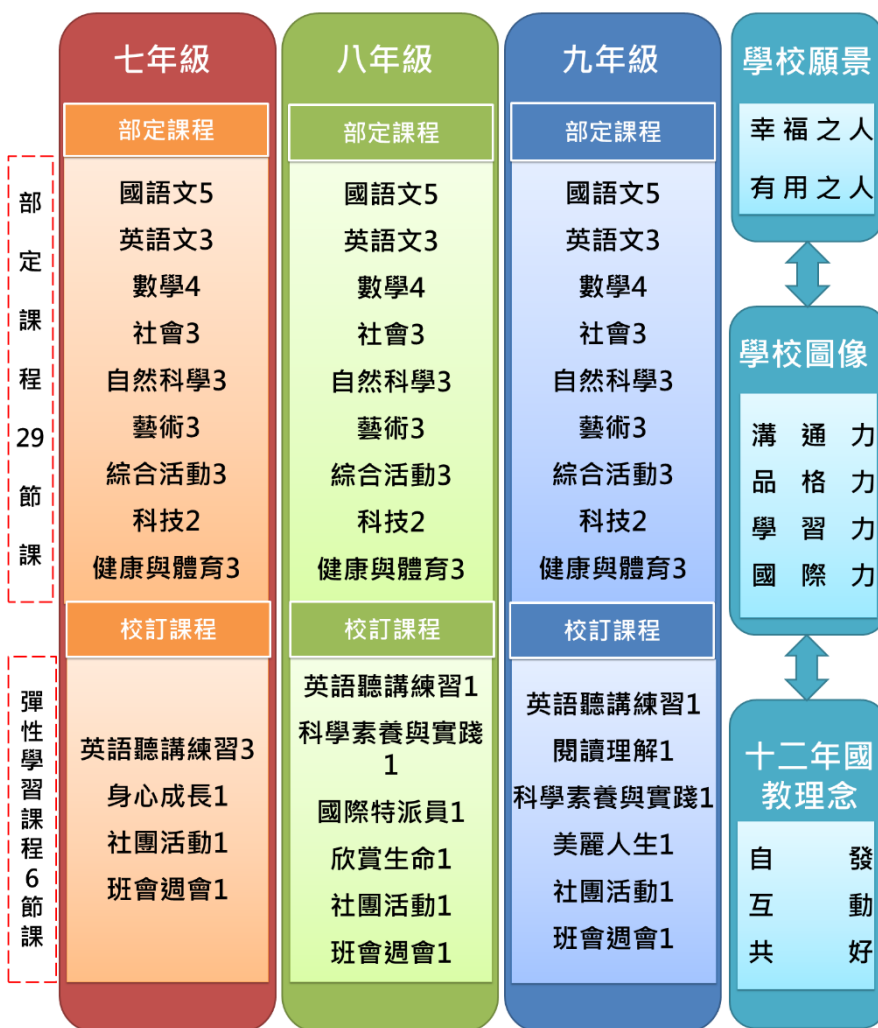 七年級
部定課程
國語文5
英語文3
數學4
社會3
自然科學3
藝術3
綜合活動3
科技2
健康與體育3
校訂課程
英語聽講練習3
身心成長1
社團活動1
班會週會1
八年級
部定課程
國語文5
英語文3
數學4
社會3
自然科學3
藝術3
綜合活動3
科技2
健康與體育3
校訂課程
英語聽講練習1
科學素養與實踐
1
國際特派員1
欣賞生命1
社團活動1
班會週會1
九年級
部定課程
國語文5
英語文3
數學4
社會3
自然科學3
藝術3
綜合活動3
科技2
健康與體育3
校訂課程
英語聽講練習1
閱讀理解1
科學素養與實踐1
美麗人生1
社團活動1
班會週會1
部定課程29節課
彈性學習課程6節課
學校願景
幸福之人
有用之人
學校圖像
溝通力
品格力
學習力
國際力
十二年國
教理念
自發
互動
共好